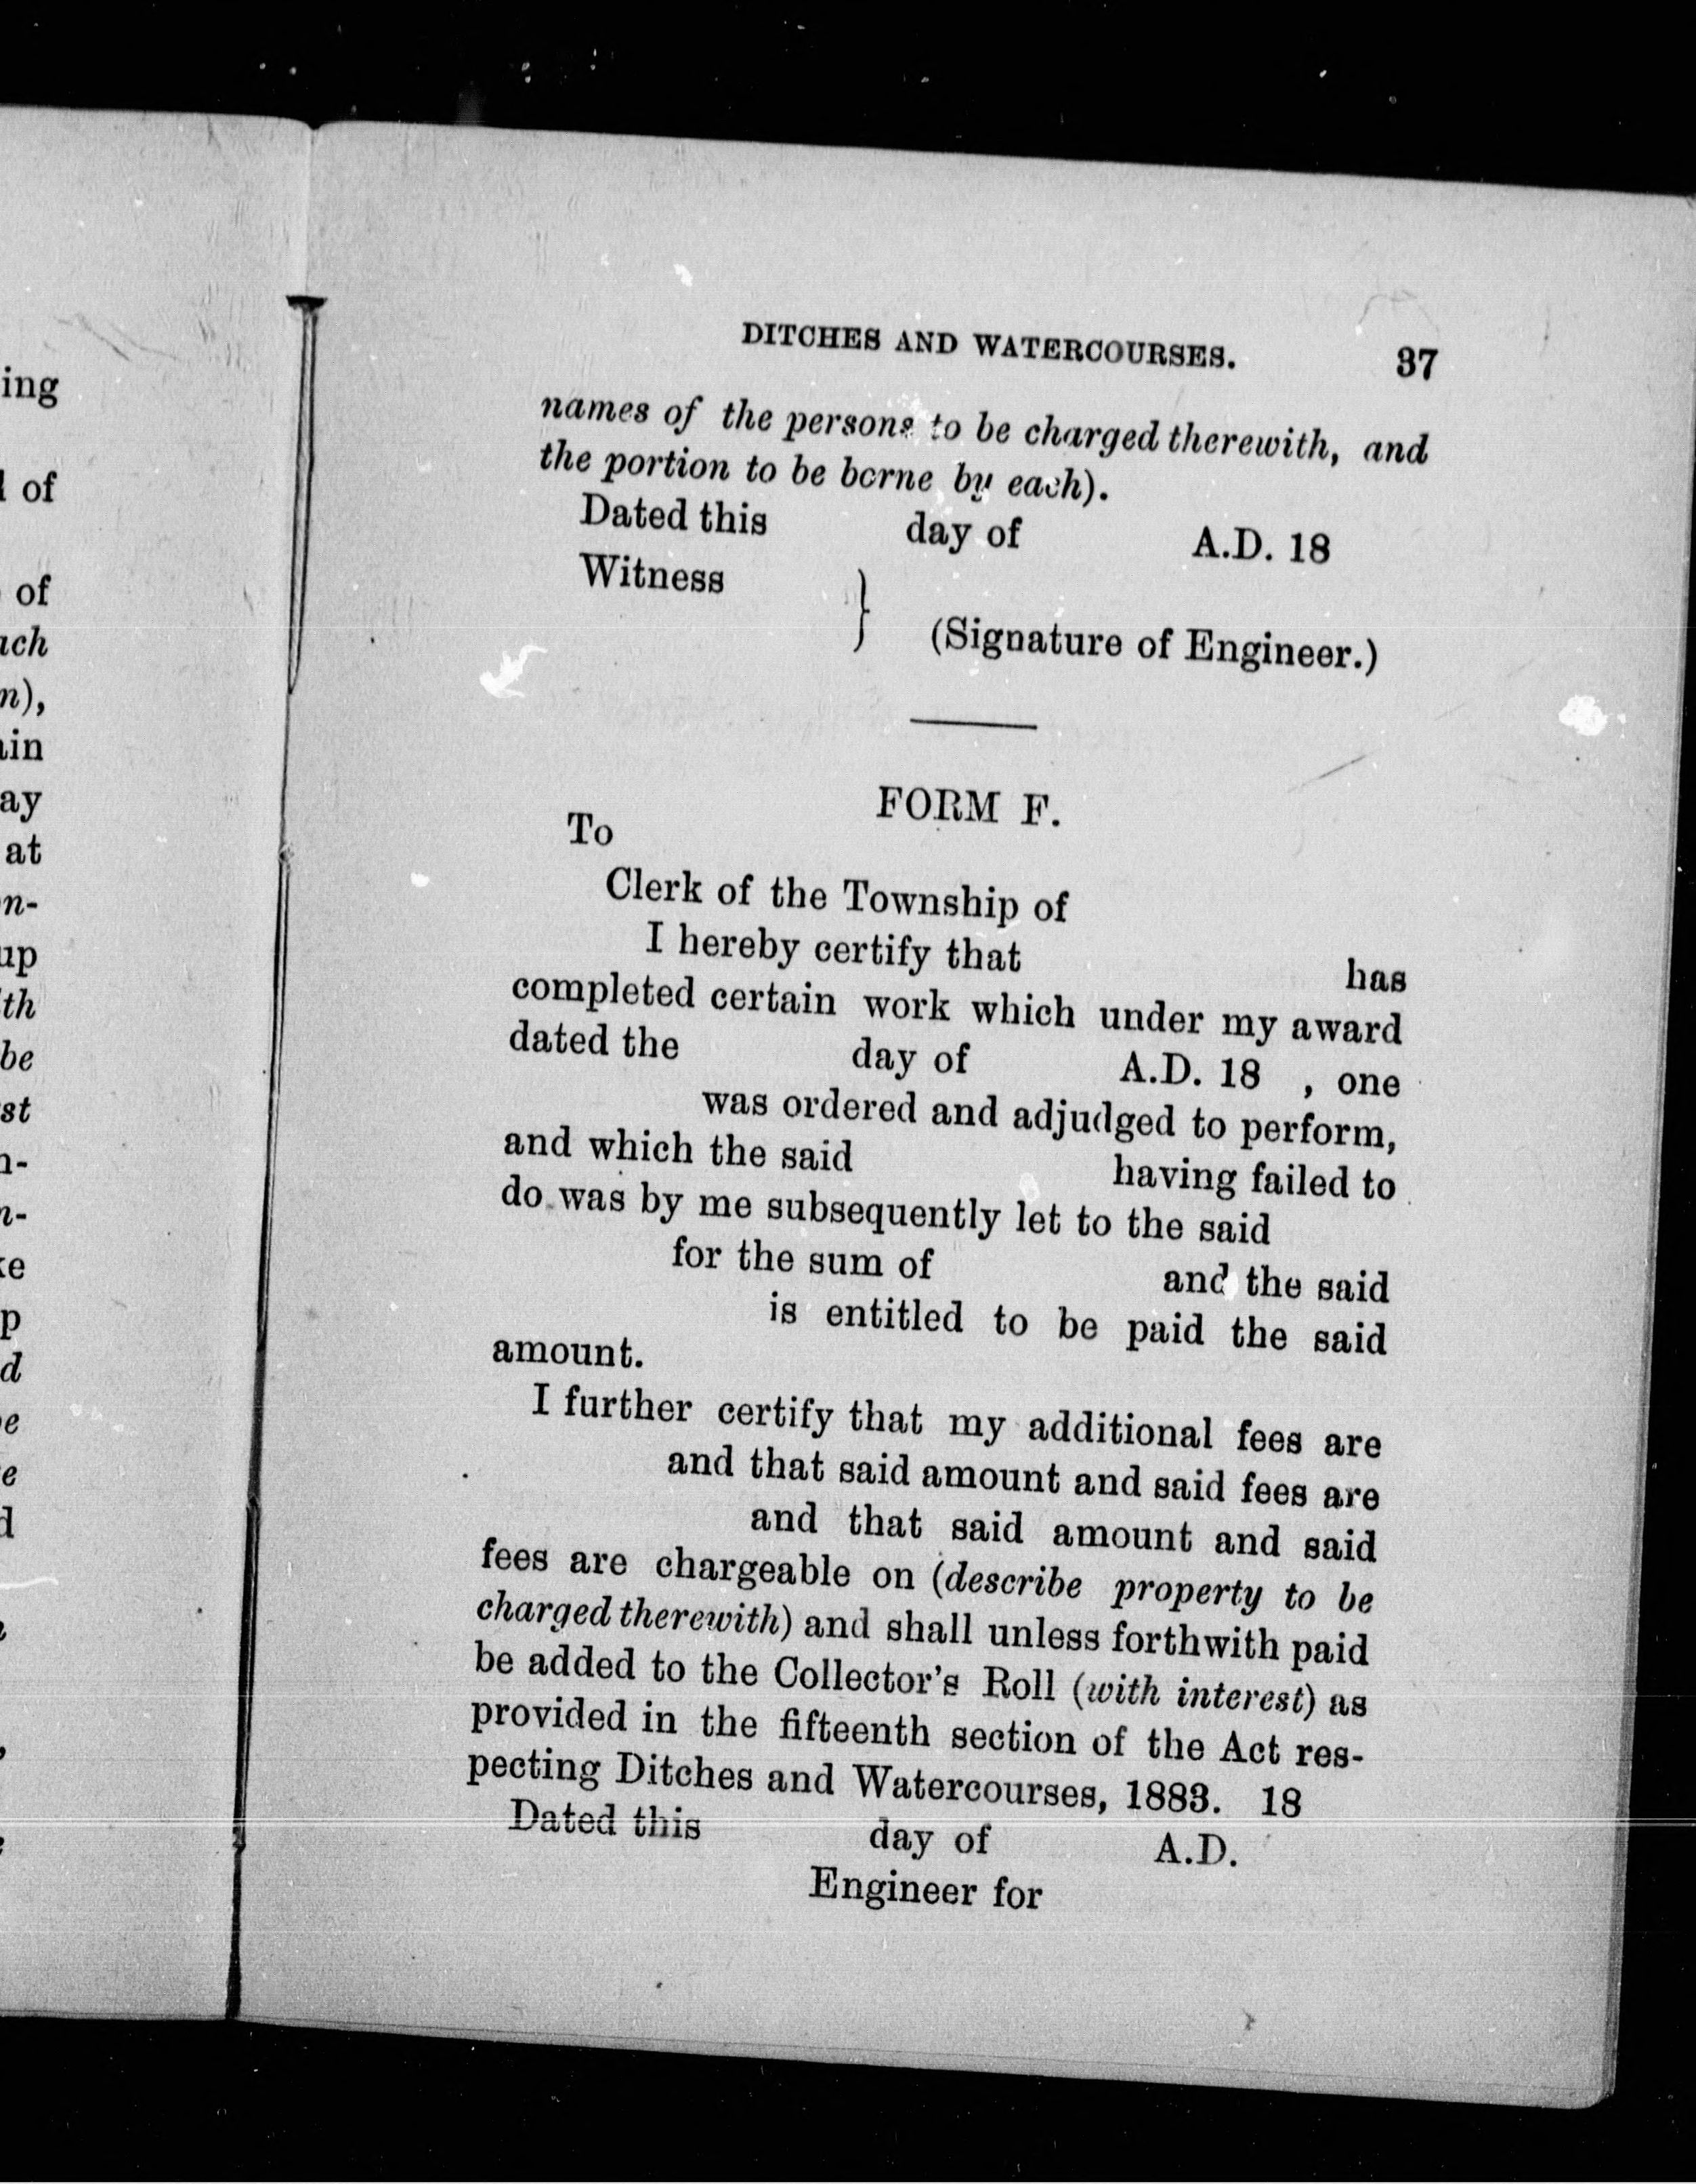 ing
of
of
ay
at
up
be
DITCHES AND WATERCOURSES. 37
names of the persons to be charged therewith, and
the portion to be borne by each).
Dated this day of A.D. 18
Witness }
(Signature of Engineer.)
FORM F.
To
Clerk of the Township of
I hereby certify that has
completed certain work which under my award
dated the day of A.D. 18 , one
was ordered and adjudged to perform,
and which the said having failed to
do was by me subsequently let to the said
for the sum of and the said
is entitled to be paid the said
amount.
I further certify that my additional fees are
and that said amount and said fees are
and that said amount and said
fees are chargeable on (describe property to be
charged therewith) and shall unless forthwith paid
be added to the Collector's Roll (with interest) as
provided in the fifteenth section of the Act res-
pecting Ditches and Watercourses, 1883. 18
Dated this day of A.D.
Engineer for